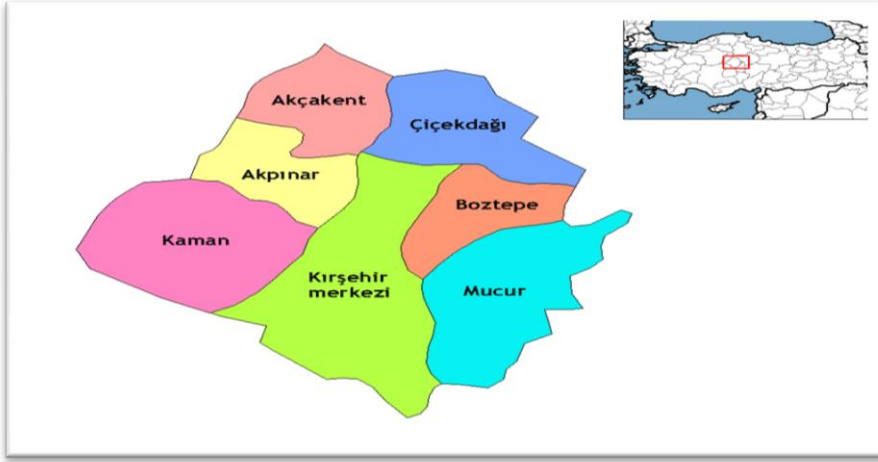 Akçakent
Çiçekdağı
Akpınar
Boztepe
Kaman
Kırşehir
merkezi
Mucur